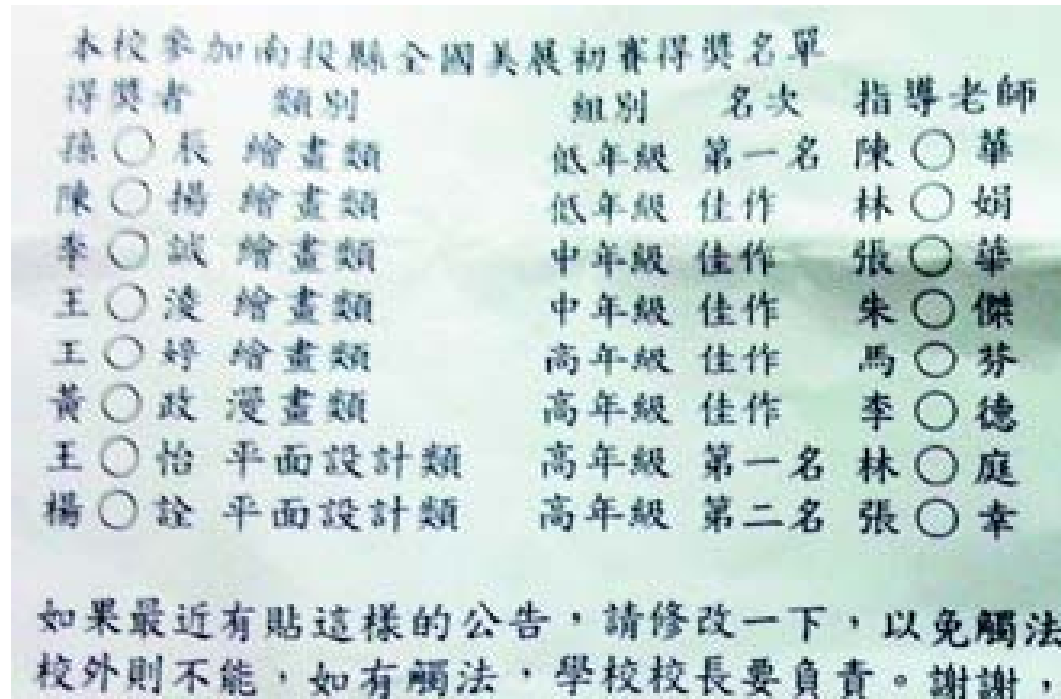 本校參加南投縣全國美展初賽得獎名單
得獎者 類別 組別 名次 指導老師
孫○辰 繪畫類 低年級 第一名 陳○華
陳○揚 繪畫類 低年級 佳作 林○娟
李○誠 繪畫類 中年級 佳作 張○華
王○淩 繪畫類 中年級 佳作 朱○傑
王○婷 繪畫類 高年級 佳作 馬○芬
黃○政 漫畫類 高年級 佳作 李○德
王○怡 平面設計類 高年級 第一名 林○庭
楊○詮 平面設計類 高年級 第二名 張○幸
如果最近有貼這樣的公告，請修改一下，以免觸法
校外則不能，如有觸法，學校校長要負責。謝謝，